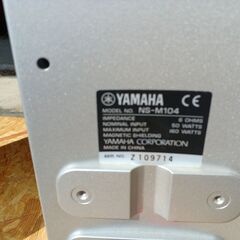 YAMAHA CE
MODEL NO. NS-M104
IMPEDANCE 6 OHMS
NOMINAL INPUT 50 WATTS
MAXIMUM INPUT 160 WATTS
MAGNETIC SHIELDING
YAMAHA CORPORATION
MADE IN CHINA
SER. NO. Z109714